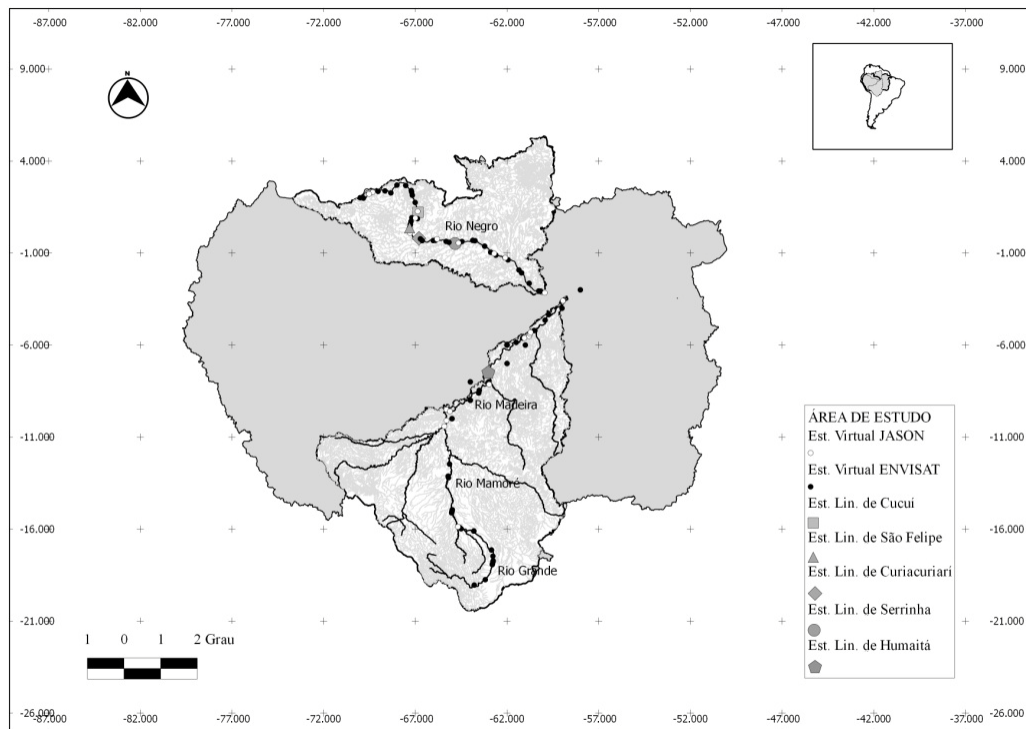 -87.000 -82.000 -77.000 -72.000 -67.000 -62.000 -57.000 -52.000 -47.000 -42.000 -37.000
9.000 9.000
N
4.000 4.000
Rio Negro
-1.000 -1.000
-6.000 -6.000
Rio Madeira
-11.000 -11.000
Rio Mamoré
-16.000 -16.000
Rio Grande
-21.000 -21.000
-26.000 -26.000
ÁREA DE ESTUDO
Est. Virtual JASON
Est. Virtual ENVISAT
Est. Lin. de Cucuí
Est. Lin. de São Felipe
Est. Lin. de Curiacuriari
Est. Lin. de Serrinha
Est. Lin. de Humaitá
1 0 1 2 Grau
-87.000 -82.000 -77.000 -72.000 -67.000 -62.000 -57.000 -52.000 -47.000 -42.000 -37.000